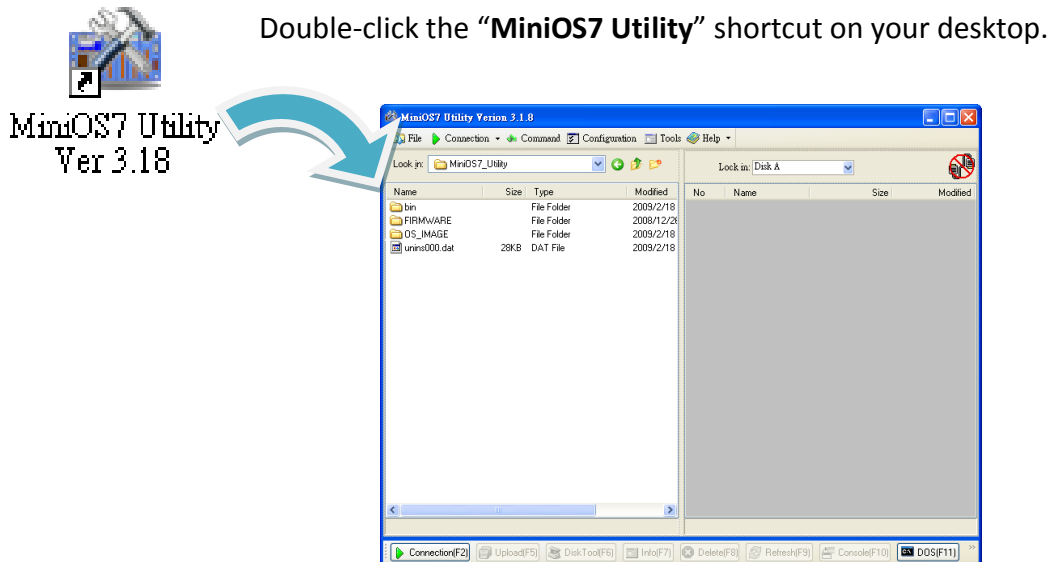 Double-click the “MiniOS7 Utility” shortcut on your desktop.
MiniOS7 Utility
Ver 3.18
MiniOS7 Utility Verion 3.1.8
File Connection Command Configuration Tools Help
Look in: MiniOS7_Utility
Lock in: Disk A
Name Size Type Modified
No Name Size Modified
bin File Folder 2009/2/18
FIRMWARE File Folder 2008/12/26
OS_IMAGE File Folder 2009/2/18
unins000.dat 28KB DAT File 2009/2/18
Connection(F2) Upload(F5) DiskTool(F6) Info(F7) Delete(F8) Refresh(F9) Console(F10) DOS(F11) »